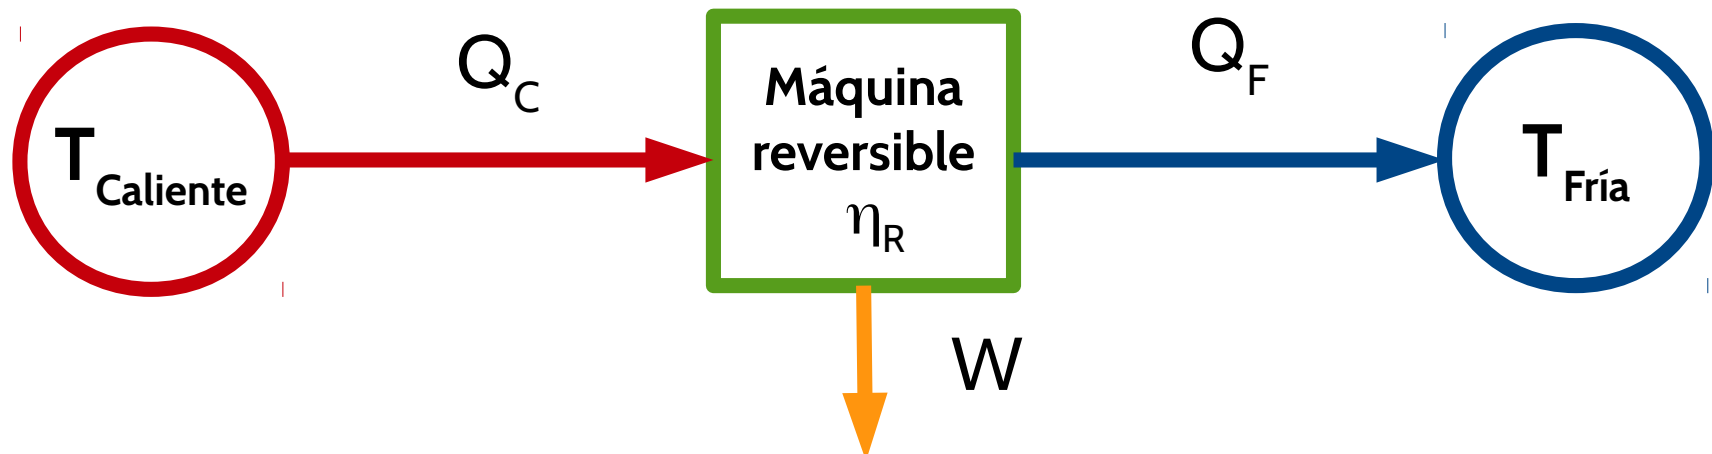 T Caliente
Q C
Máquina
reversible
η R
Q F
T Fría
W